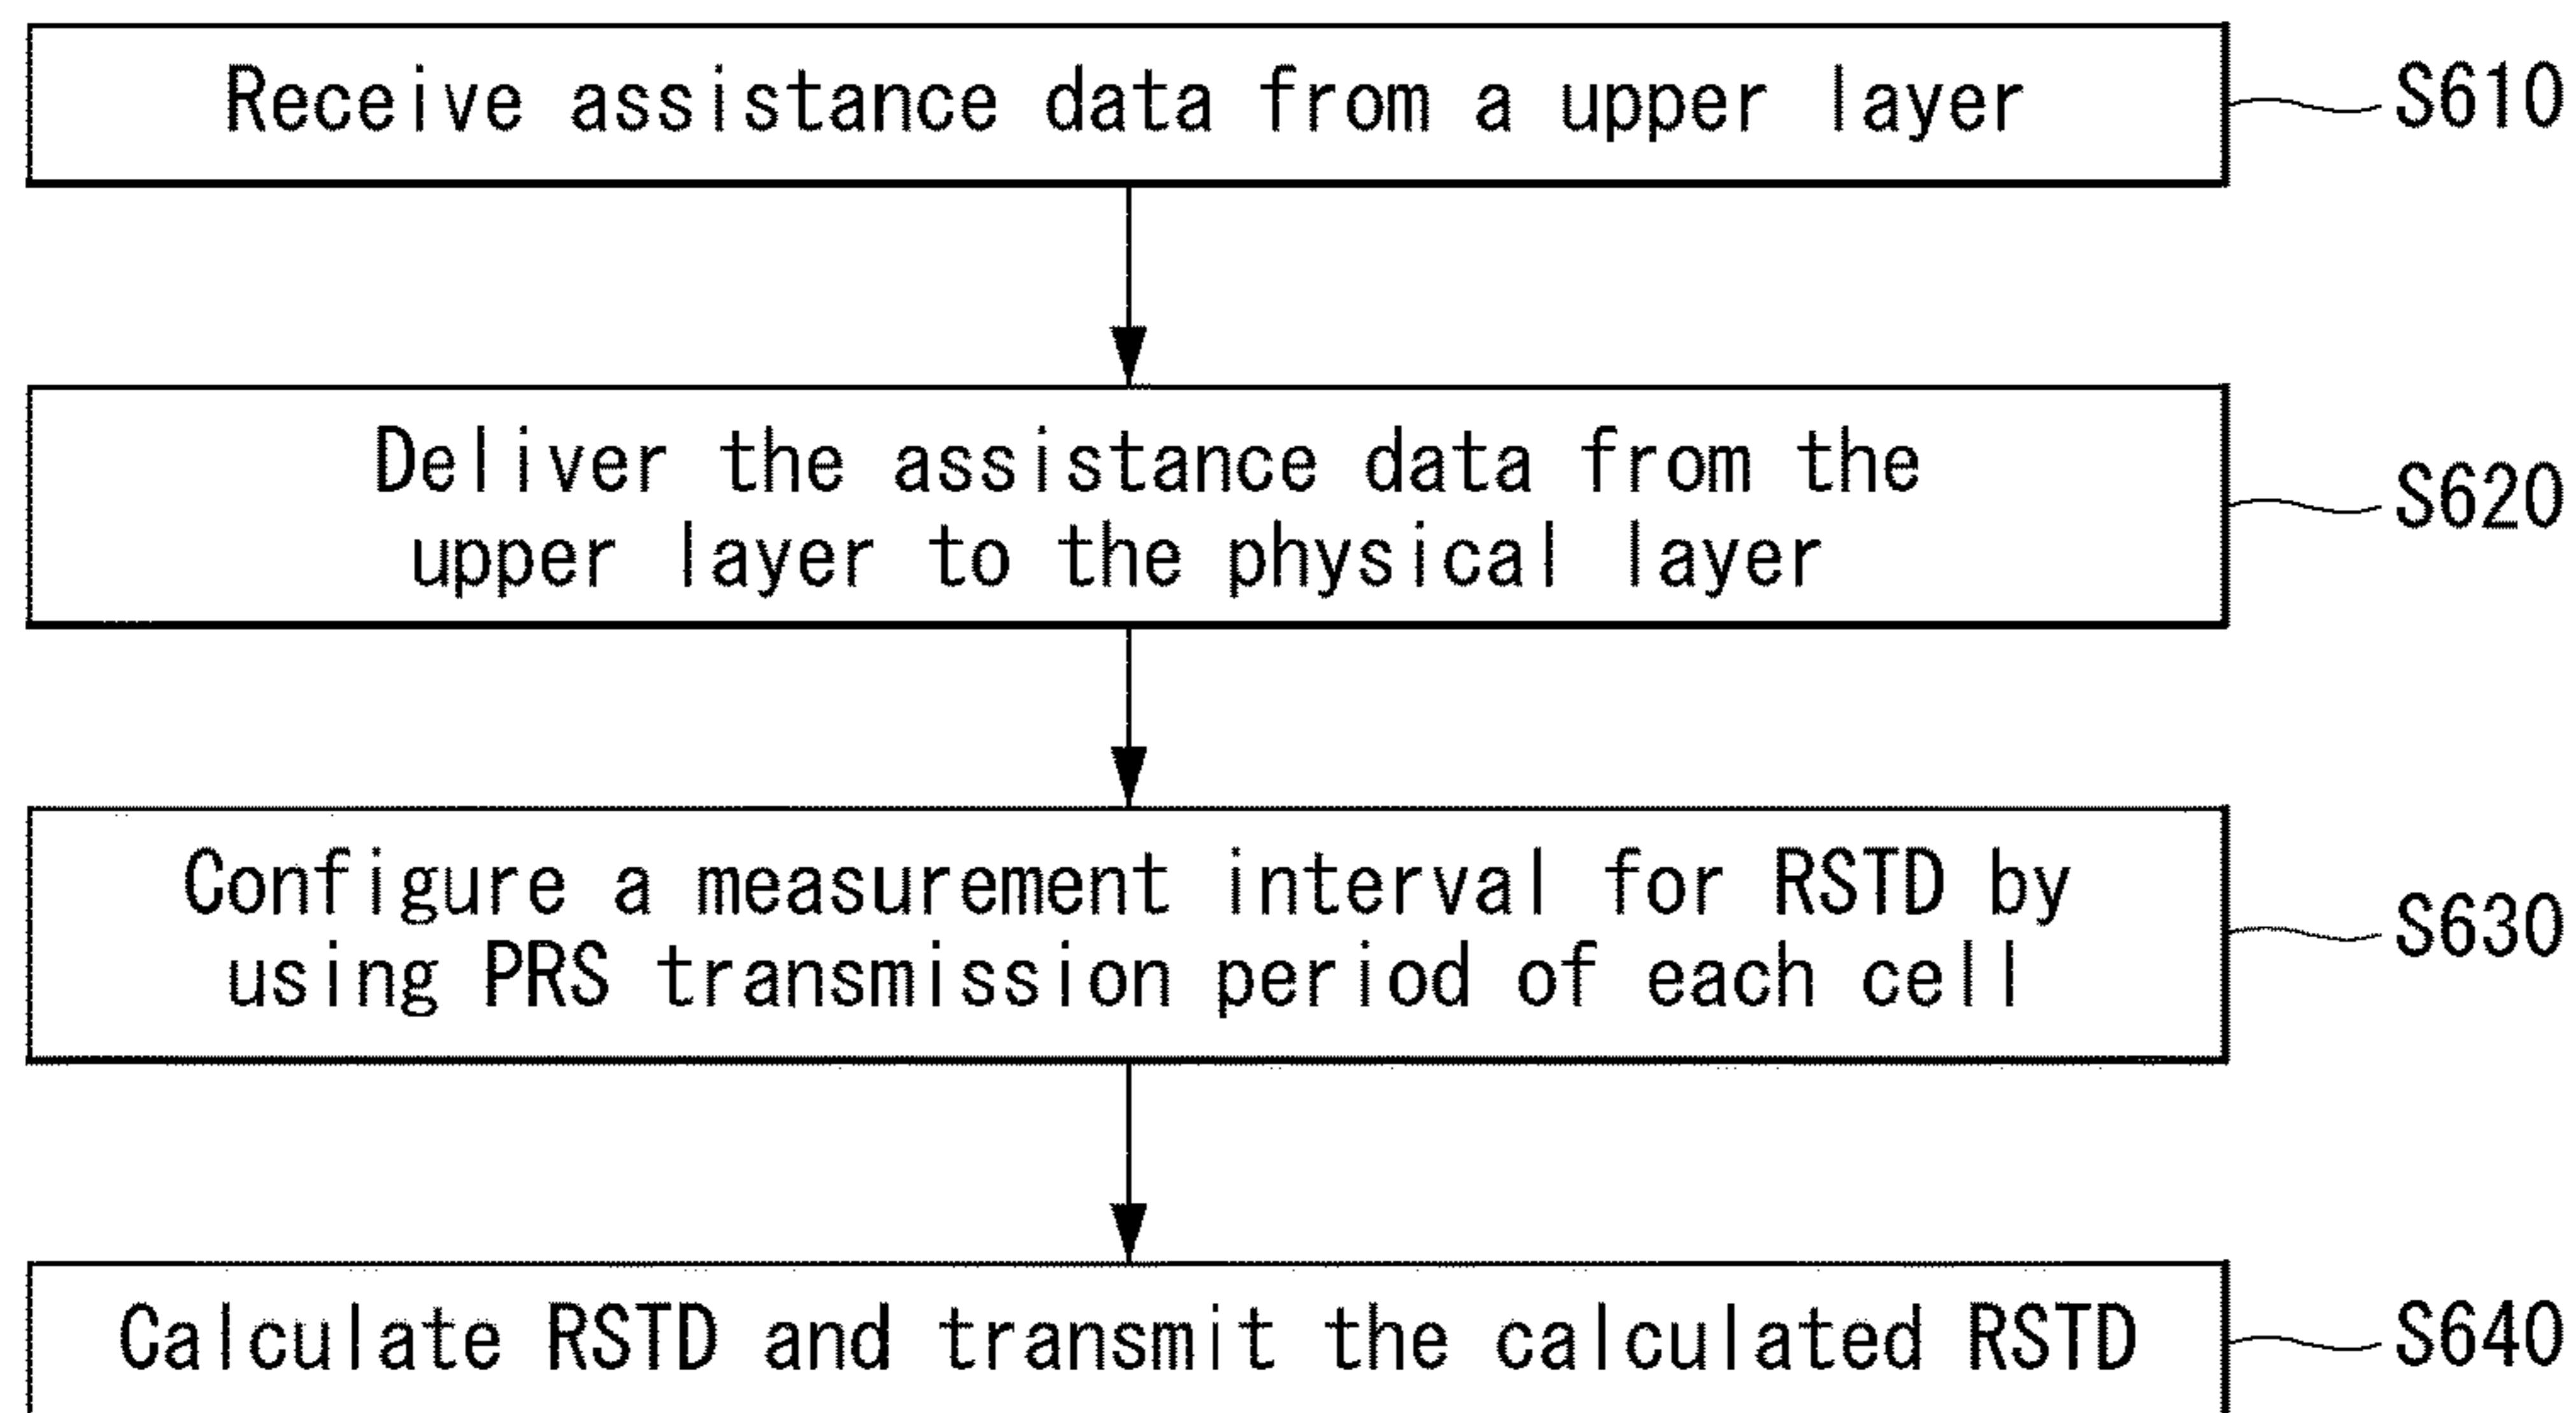 Receive assistance data from a upper layer
S610
Deliver the assistance data from the
upper layer to the physical layer
S620
Configure a measurement interval for RSTD by
using PRS transmission period of each cell
S630
Calculate RSTD and transmit the calculated RSTD
S640